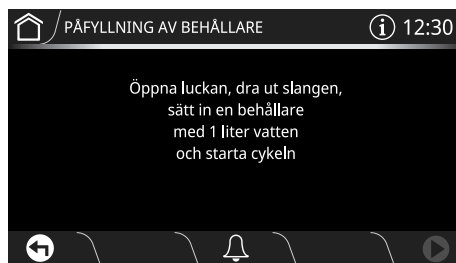 PÅFYLLNING AV BEHÅLLARE
12:30
Öppna luckan, dra ut slangen,
sätt in en behållare
med 1 liter vatten
och starta cykeln